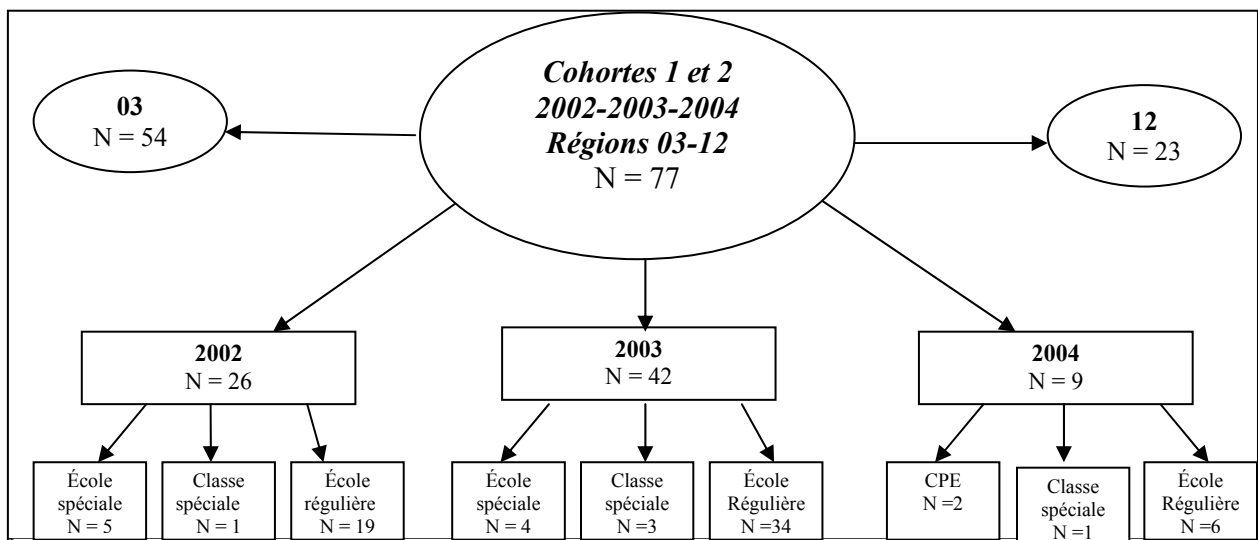 Cohortes 1 et 2
2002-2003-2004
Régions 03-12
N = 77
03
N = 54
12
N = 23
2002
N = 26
2003
N = 42
2004
N = 9
École
spéciale
N = 5
Classe
spéciale
N = 1
École
régulière
N = 19
École
spéciale
N = 4
Classe
spéciale
N =3
École
Régulière
N =34
CPE
N =2
Classe
spéciale
N =1
École
Régulière
N =6